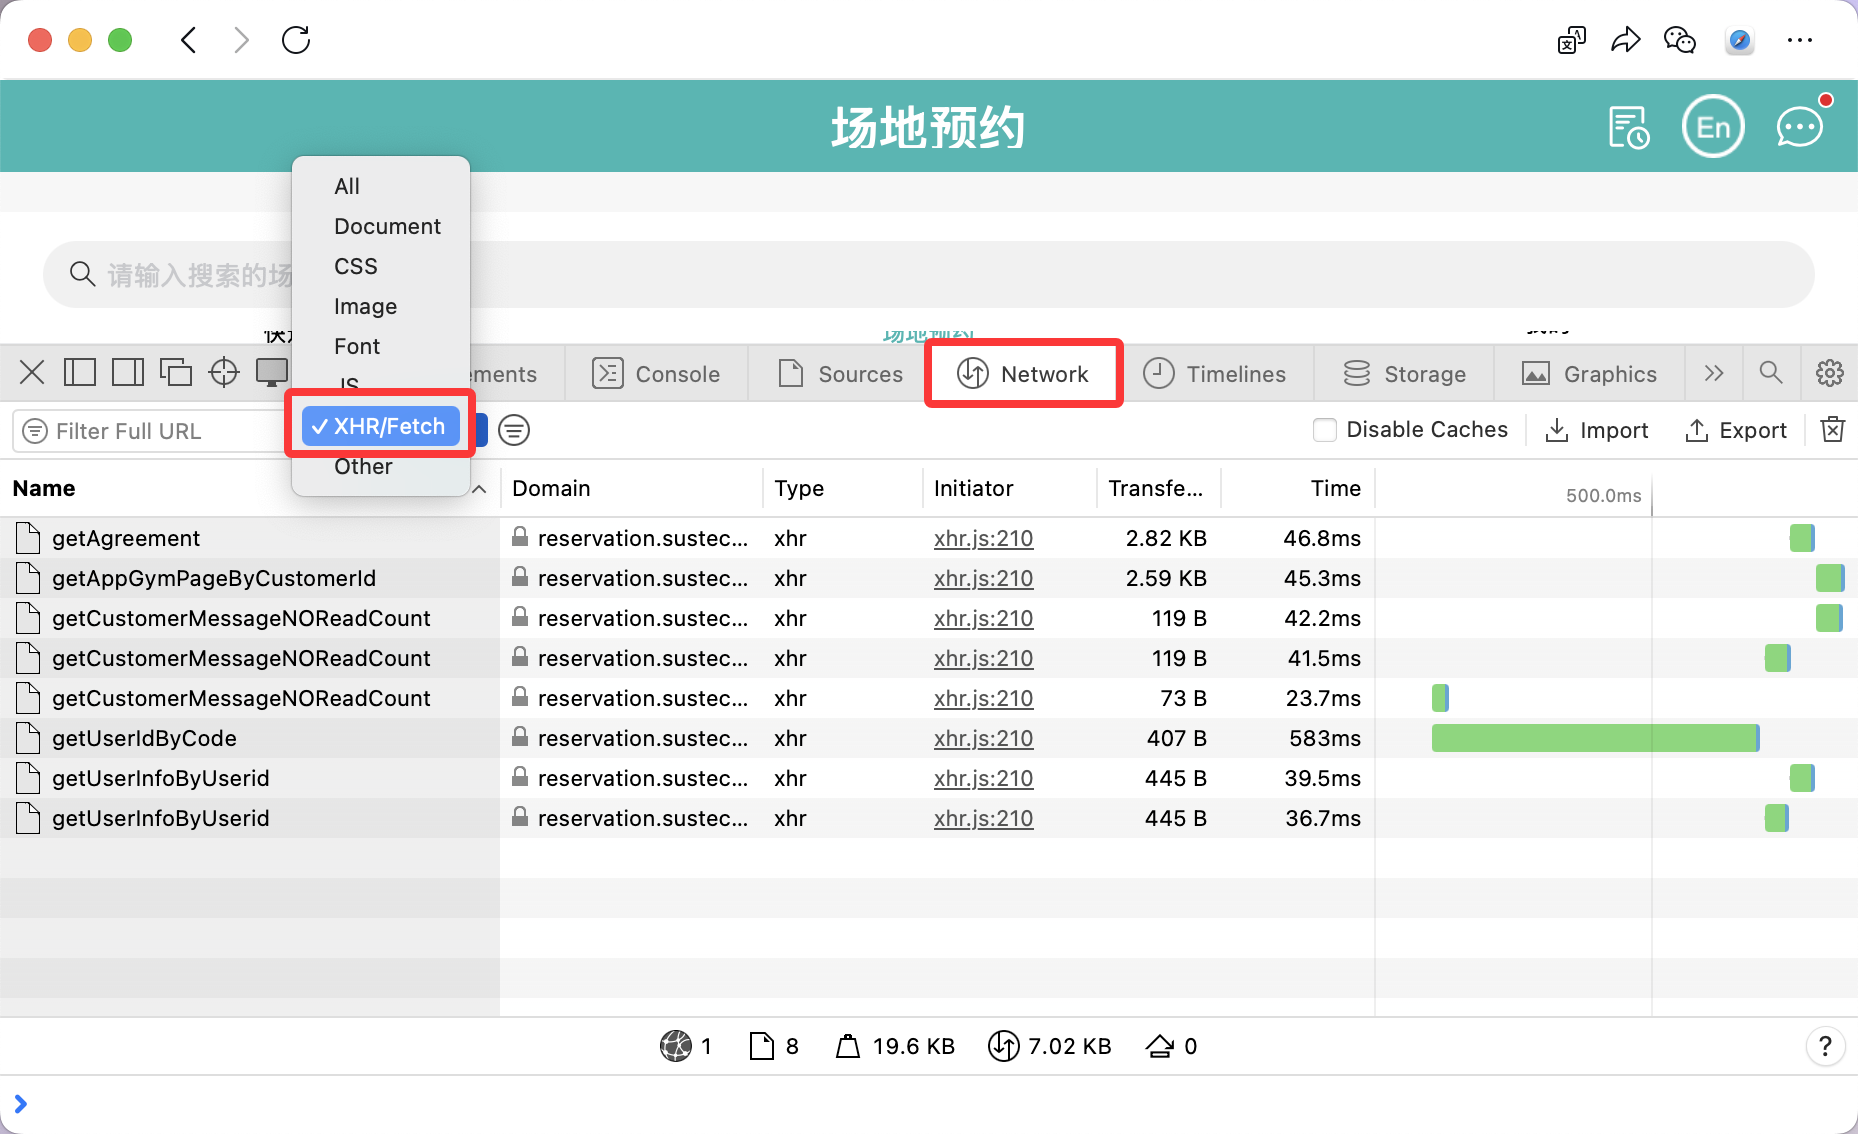 场地预约
En
All
Document
CSS
Image
Font
JS
✓ XHR/Fetch
Other
请输入搜索的场
场地预约
ements
Console
Sources
Network
Timelines
Storage
Graphics
Filter Full URL
Disable Caches
Import
Export
Name Domain Type Initiator Transfe... Time 500.0ms
getAgreement reservation.sustec... xhr xhr.js:210 2.82 KB 46.8ms
getAppGymPageByCustomerId reservation.sustec... xhr xhr.js:210 2.59 KB 45.3ms
getCustomerMessageNOReadCount reservation.sustec... xhr xhr.js:210 119 B 42.2ms
getCustomerMessageNOReadCount reservation.sustec... xhr xhr.js:210 119 B 41.5ms
getCustomerMessageNOReadCount reservation.sustec... xhr xhr.js:210 73 B 23.7ms
getUserIdByCode reservation.sustec... xhr xhr.js:210 407 B 583ms
getUserInfoByUserid reservation.sustec... xhr xhr.js:210 445 B 39.5ms
getUserInfoByUserid reservation.sustec... xhr xhr.js:210 445 B 36.7ms
1 8 19.6 KB 7.02 KB 0 ?